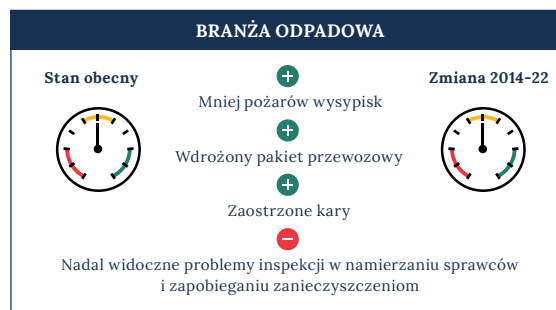 BRANŻA ODPADOWA
Stan obecny
Zmiana 2014-22
Mniej pożarów wysypisk
Wdrożony pakiet przewozowy
Zaostrzone kary
Nadal widoczne problemy inspekcji w namierzaniu sprawców
i zapobieganiu zanieczyszczeniom